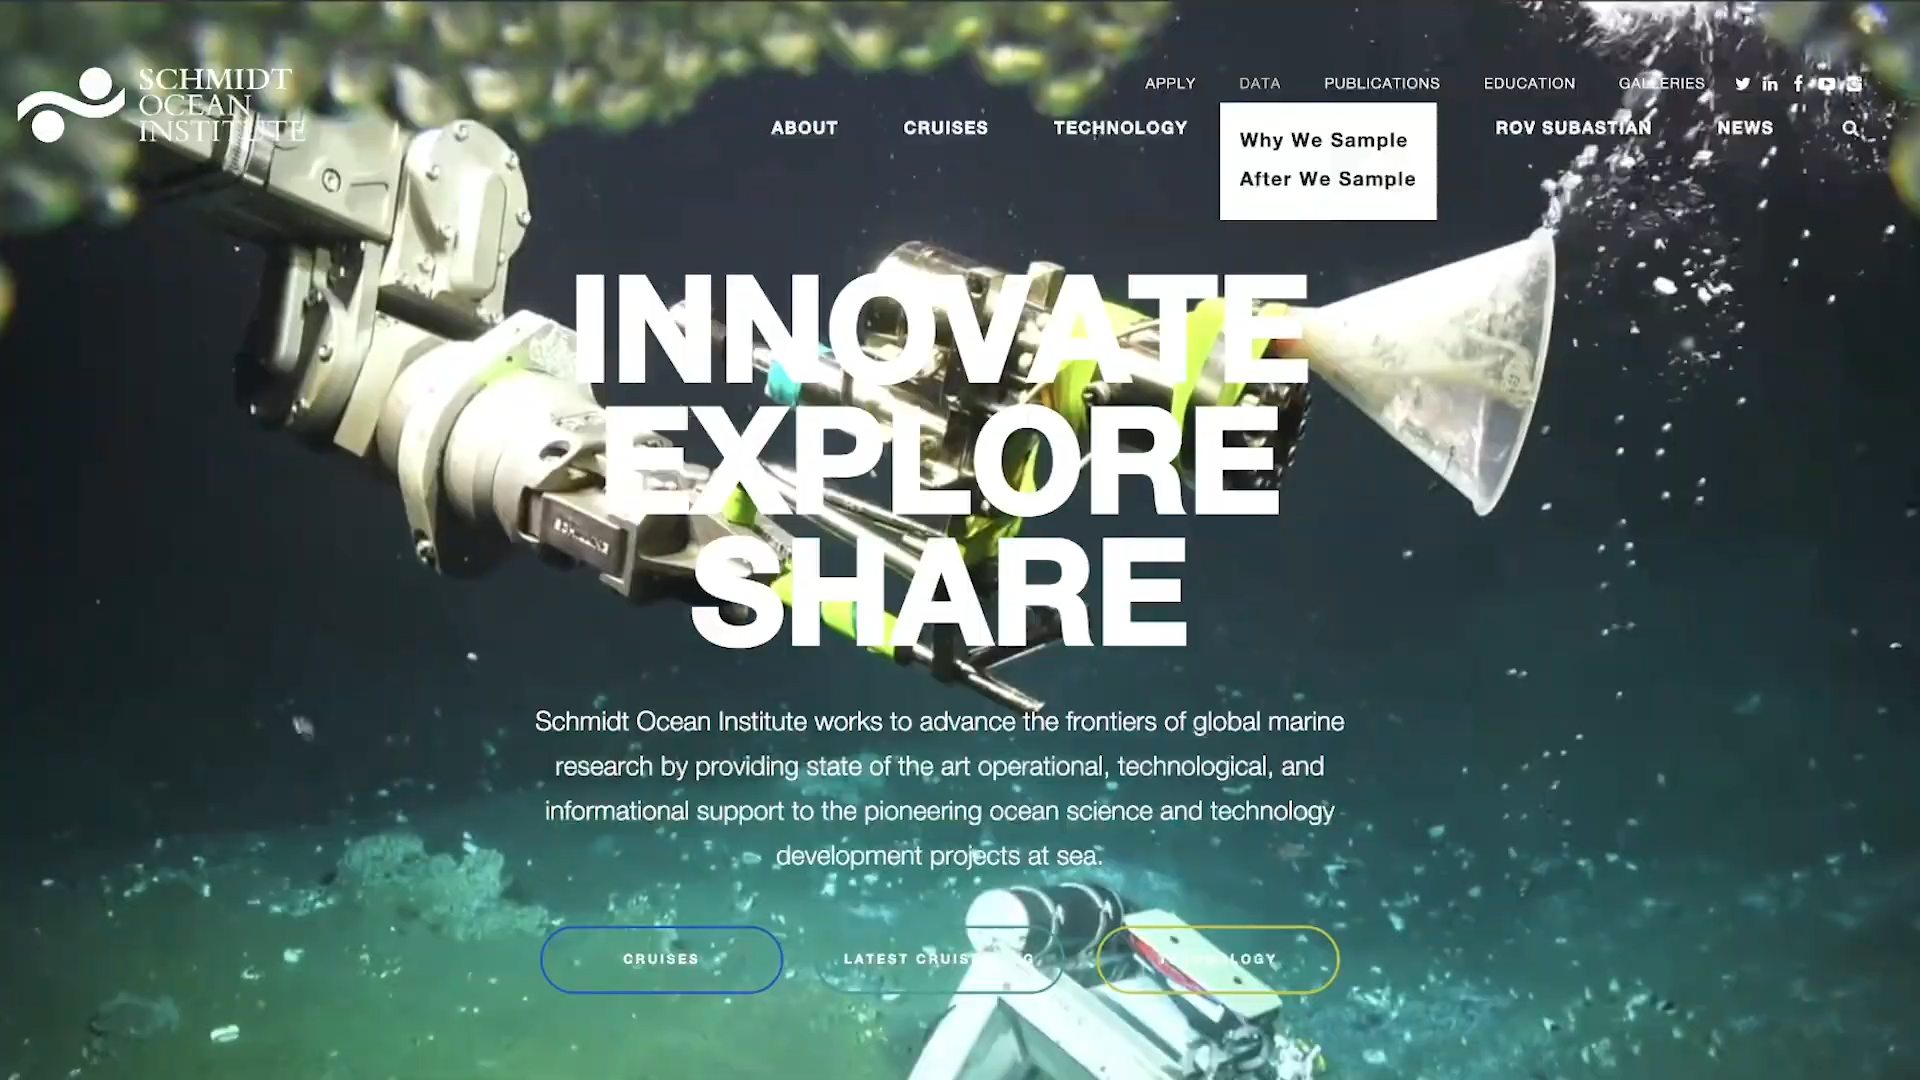 SCHMIDT
OCEAN
INSTITUTE
APPLY DATA PUBLICATIONS EDUCATION GALLERIES
ABOUT CRUISES TECHNOLOGY ROV SUBASTIAN NEWS
Why We Sample
After We Sample
INNOVATE
EXPLORE
SHARE
Schmidt Ocean Institute works to advance the frontiers of global marine
research by providing state of the art operational, technological, and
informational support to the pioneering ocean science and technology
development projects at sea.
CRUISES LATEST TECHNOLOGY